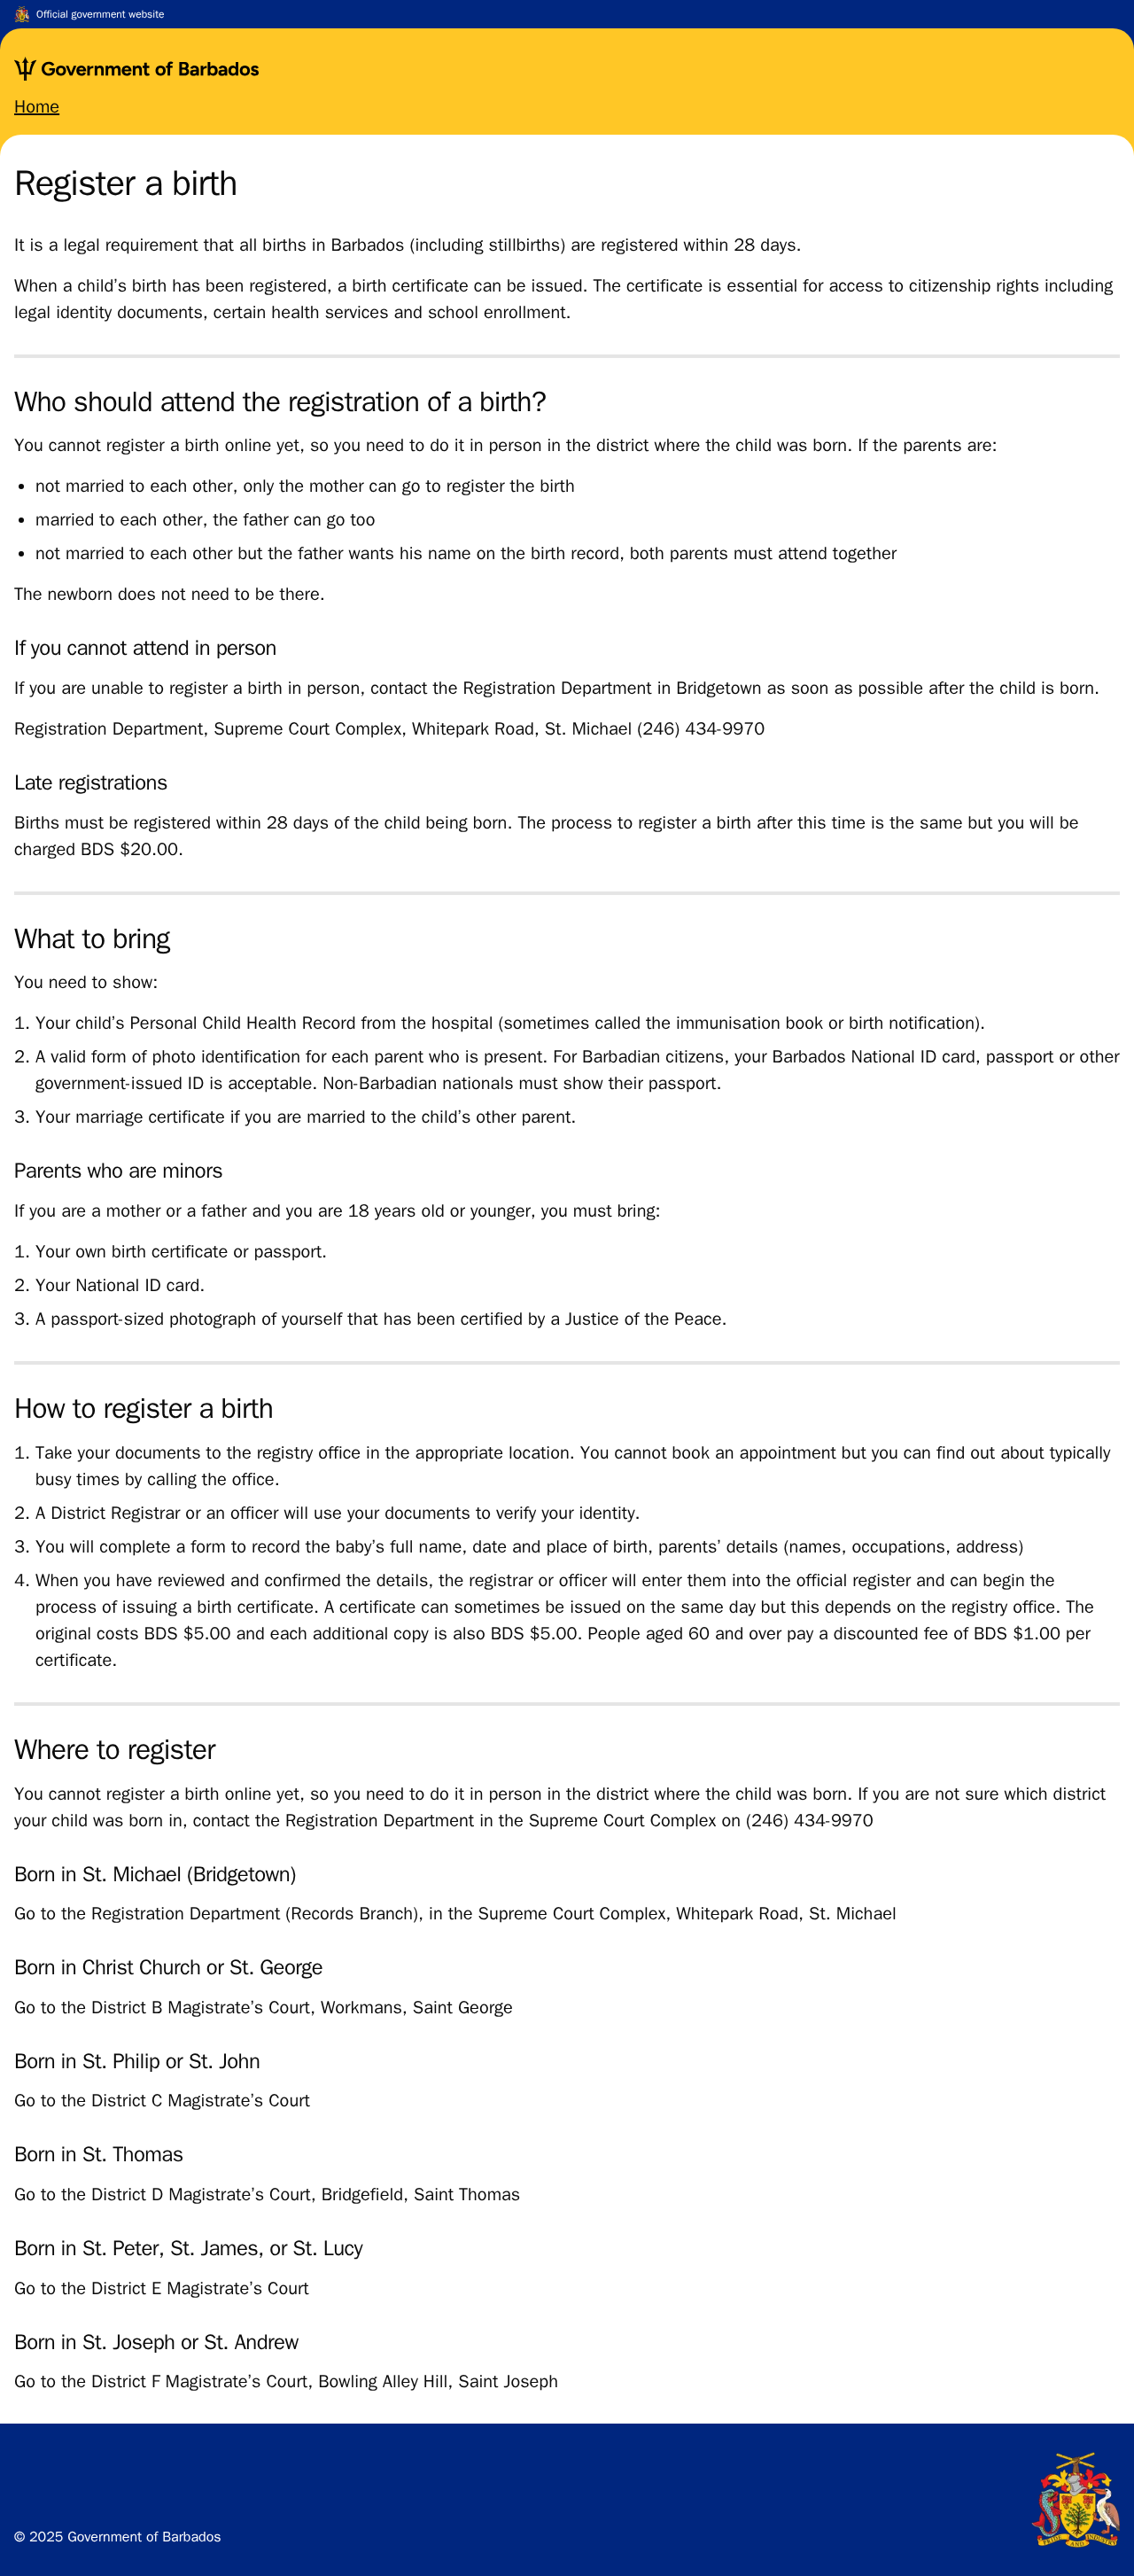 Official government website
Government of Barbados
Home
Register a birth
It is a legal requirement that all births in Barbados (including stillbirths) are registered within 28 days.
When a child’s birth has been registered, a birth certificate can be issued. The certificate is essential for access to citizenship rights including
legal identity documents, certain health services and school enrollment.
Who should attend the registration of a birth?
You cannot register a birth online yet, so you need to do it in person in the district where the child was born. If the parents are:
• not married to each other, only the mother can go to register the birth
• married to each other, the father can go too
• not married to each other but the father wants his name on the birth record, both parents must attend together
The newborn does not need to be there.
If you cannot attend in person
If you are unable to register a birth in person, contact the Registration Department in Bridgetown as soon as possible after the child is born.
Registration Department, Supreme Court Complex, Whitepark Road, St. Michael (246) 434-9970
Late registrations
Births must be registered within 28 days of the child being born. The process to register a birth after this time is the same but you will be
charged BDS $20.00.
What to bring
You need to show:
1. Your child’s Personal Child Health Record from the hospital (sometimes called the immunisation book or birth notification).
2. A valid form of photo identification for each parent who is present. For Barbadian citizens, your Barbados National ID card, passport or other
government-issued ID is acceptable. Non-Barbadian nationals must show their passport.
3. Your marriage certificate if you are married to the child’s other parent.
Parents who are minors
If you are a mother or a father and you are 18 years old or younger, you must bring:
1. Your own birth certificate or passport.
2. Your National ID card.
3. A passport-sized photograph of yourself that has been certified by a Justice of the Peace.
How to register a birth
1. Take your documents to the registry office in the appropriate location. You cannot book an appointment but you can find out about typically
busy times by calling the office.
2. A District Registrar or an officer will use your documents to verify your identity.
3. You will complete a form to record the baby’s full name, date and place of birth, parents’ details (names, occupations, address)
4. When you have reviewed and confirmed the details, the registrar or officer will enter them into the official register and can begin the
process of issuing a birth certificate. A certificate can sometimes be issued on the same day but this depends on the registry office. The
original costs BDS $5.00 and each additional copy is also BDS $5.00. People aged 60 and over pay a discounted fee of BDS $1.00 per
certificate.
Where to register
You cannot register a birth online yet, so you need to do it in person in the district where the child was born. If you are not sure which district
your child was born in, contact the Registration Department in the Supreme Court Complex on (246) 434-9970
Born in St. Michael (Bridgetown)
Go to the Registration Department (Records Branch), in the Supreme Court Complex, Whitepark Road, St. Michael
Born in Christ Church or St. George
Go to the District B Magistrate’s Court, Workmans, Saint George
Born in St. Philip or St. John
Go to the District C Magistrate’s Court
Born in St. Thomas
Go to the District D Magistrate’s Court, Bridgefield, Saint Thomas
Born in St. Peter, St. James, or St. Lucy
Go to the District E Magistrate’s Court
Born in St. Joseph or St. Andrew
Go to the District F Magistrate’s Court, Bowling Alley Hill, Saint Joseph
PRIDE AND INDUSTRY
© 2025 Government of Barbados